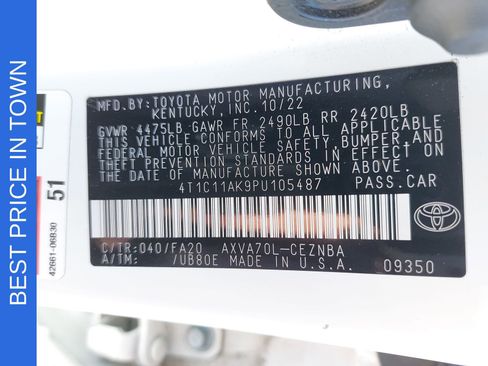 BEST PRICE IN TOWN
42661-06B30
51
MFD.BY:TOYOTA MOTOR MANUFACTURING,
KENTUCKY, INC. 10/22
GVWR 4475LB GAWR FR 2490LB RR 2420LB
THIS VEHICLE CONFORMS TO ALL APPLICABLE
FEDERAL MOTOR VEHICLE SAFETY, BUMPER, AND
THEFT PREVENTION STANDARDS IN EFFECT ON
THE DATE OF MANUFACTURE SHOWN ABOVE.
4T1C11AK9PU105487 PASS.CAR
C/TR:040/FA20 AXVA70L-CEZNBA
A/TM: /UB80E MADE IN U.S.A.
09350
TOYOTA